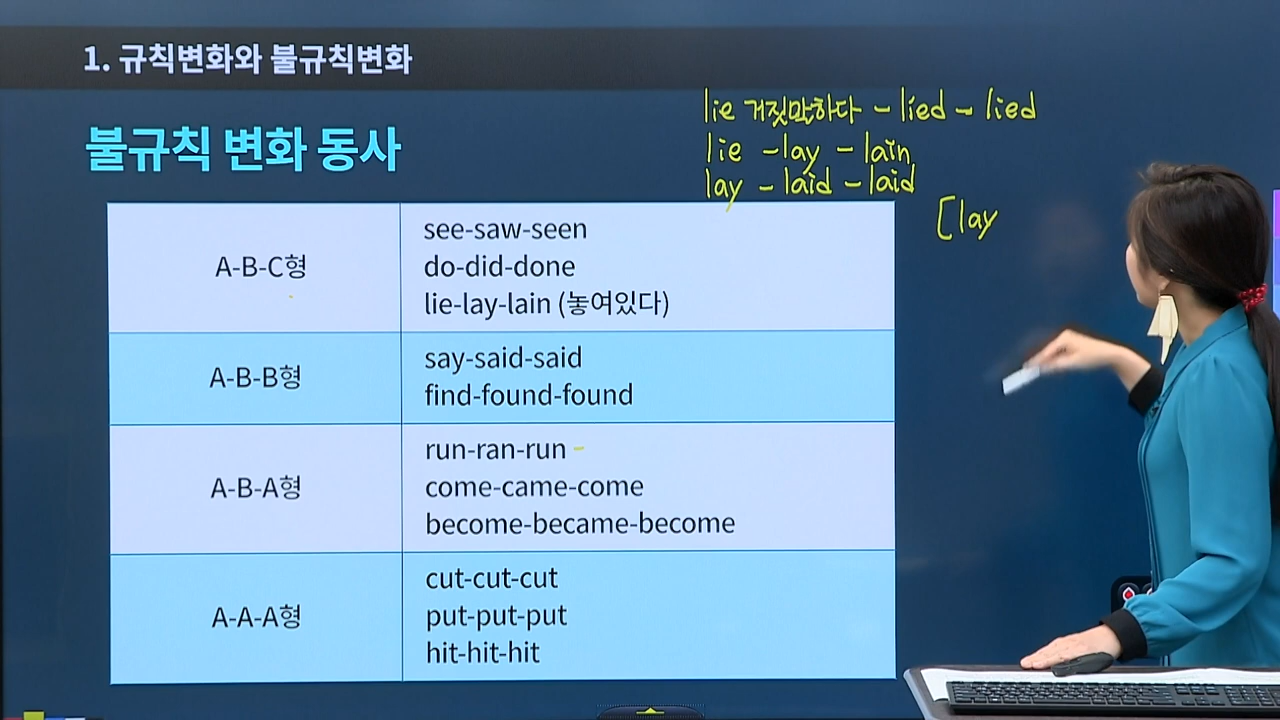 1. 규칙변화와 불규칙변화
lie 거짓말하다 - lied - lied
불규칙 변화 동사
lie - lay - lain
lay - laid - laid
[lay
A-B-C형
see-saw-seen
do-did-done
lie-lay-lain (놓여있다)
A-B-B형
say-said-said
find-found-found
A-B-A형
run-ran-run -
come-came-come
become-became-become
A-A-A형
cut-cut-cut
put-put-put
hit-hit-hit